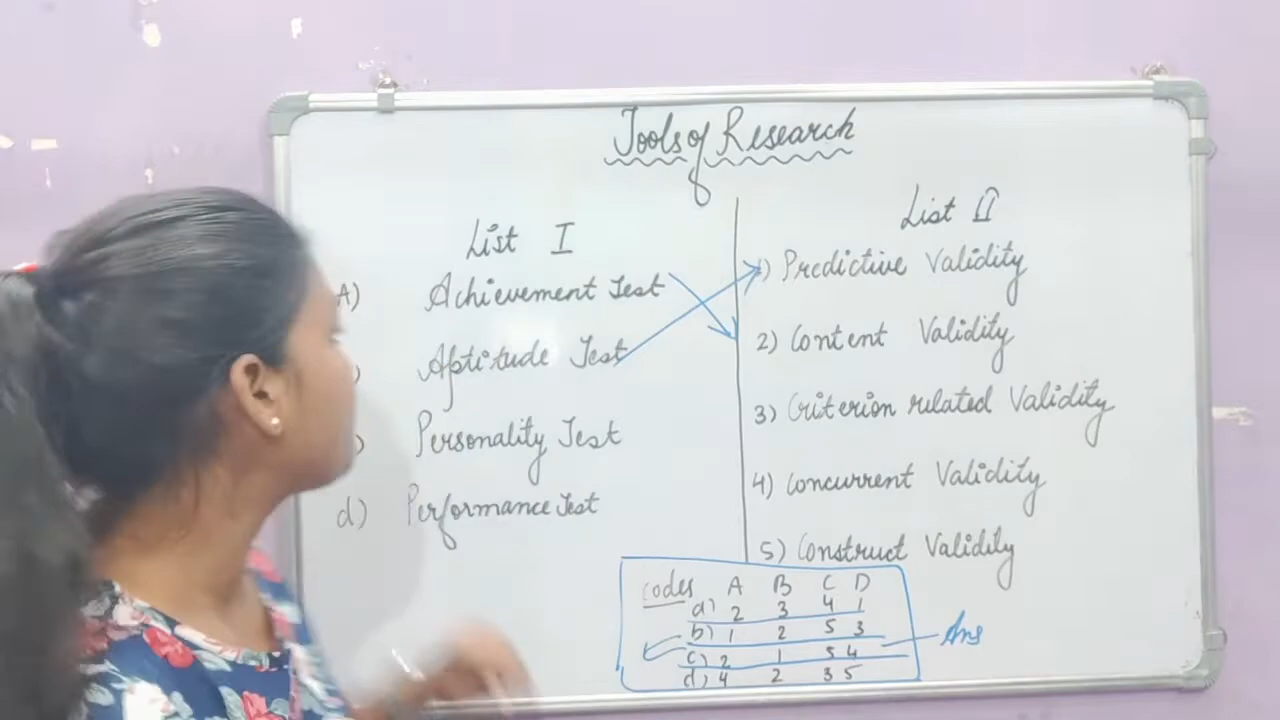 Tools of Research
List I
A) Achievement Test
) Aptitude Test
) Personality Test
d) Performance Test
List II
1) Predictive Validity
2) Content Validity
3) Criterion related Validity
4) Concurrent Validity
5) Construct Validity
Codes A B C D
a) 2 3 4 1
b) 1 2 5 3
c) 2 1 5 4
d) 4 2 3 5
Ans